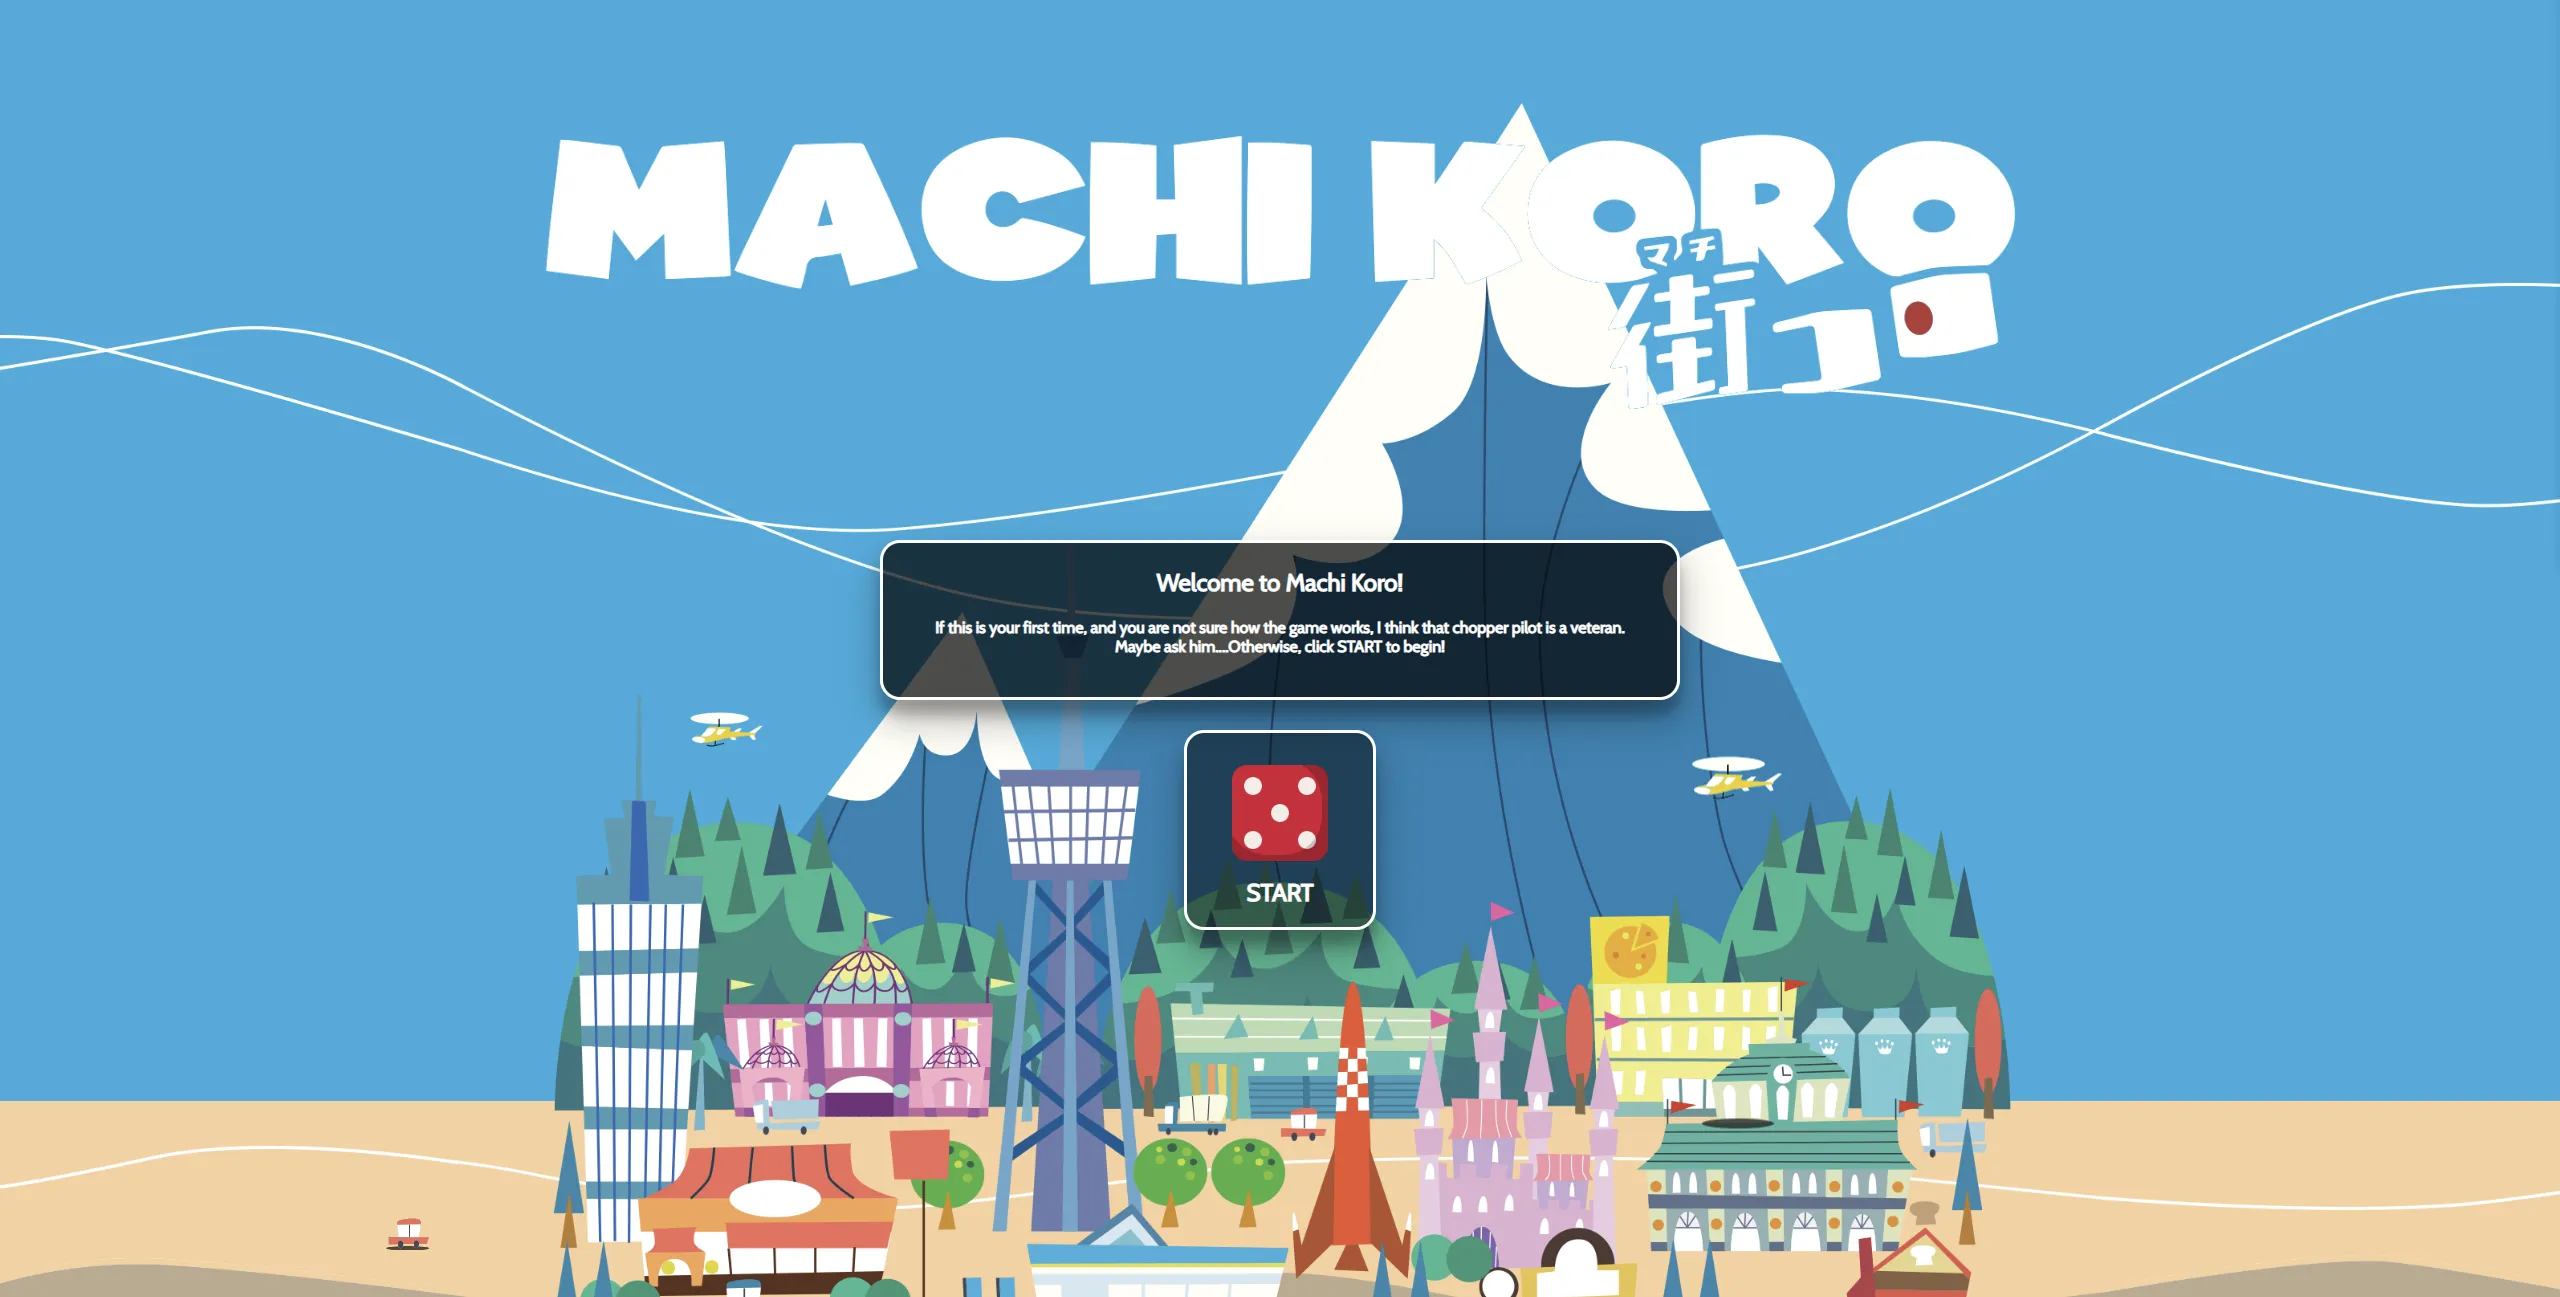 MACHI KORO
マチ
街コロ
Welcome to Machi Koro!
If this is your first time, and you are not sure how the game works, I think that chopper pilot is a veteran.
Maybe ask him....Otherwise, click START to begin!
START